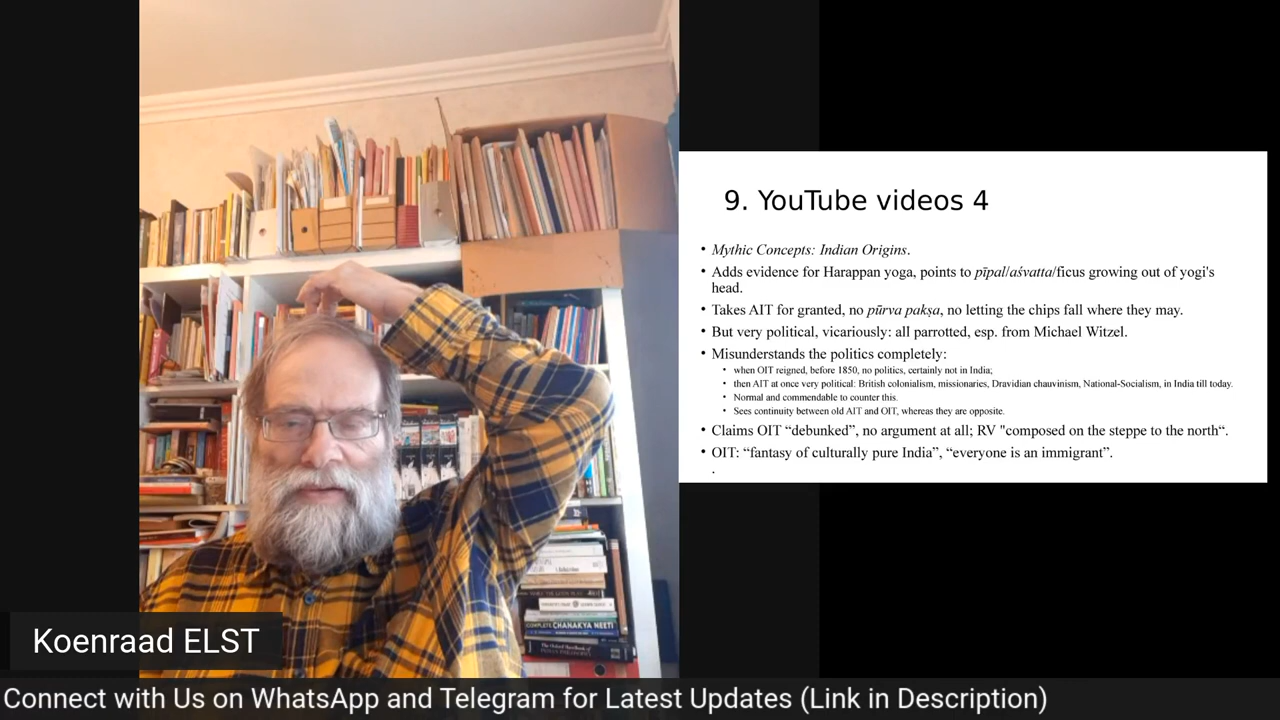 9. YouTube videos 4
• Mythic Concepts: Indian Origins.
• Adds evidence for Harappan yoga, points to pīpal/aśvatta/ficus growing out of yogi's
head.
• Takes AIT for granted, no pūrva pakṣa, no letting the chips fall where they may.
• But very political, vicariously: all parrotted, esp. from Michael Witzel.
• Misunderstands the politics completely:
• when OIT reigned, before 1850, no politics, certainly not in India;
• then AIT at once very political: British colonialism, missionaries, Dravidian chauvinism, National-Socialism, in India till today.
• Normal and commendable to counter this.
• Sees continuity between old AIT and OIT, whereas they are opposite.
• Claims OIT “debunked”, no argument at all; RV "composed on the steppe to the north“.
• OIT: “fantasy of culturally pure India”, “everyone is an immigrant”.
.
CHANAKYA NEETI
Koenraad ELST
Connect with Us on WhatsApp and Telegram for Latest Updates (Link in Description)